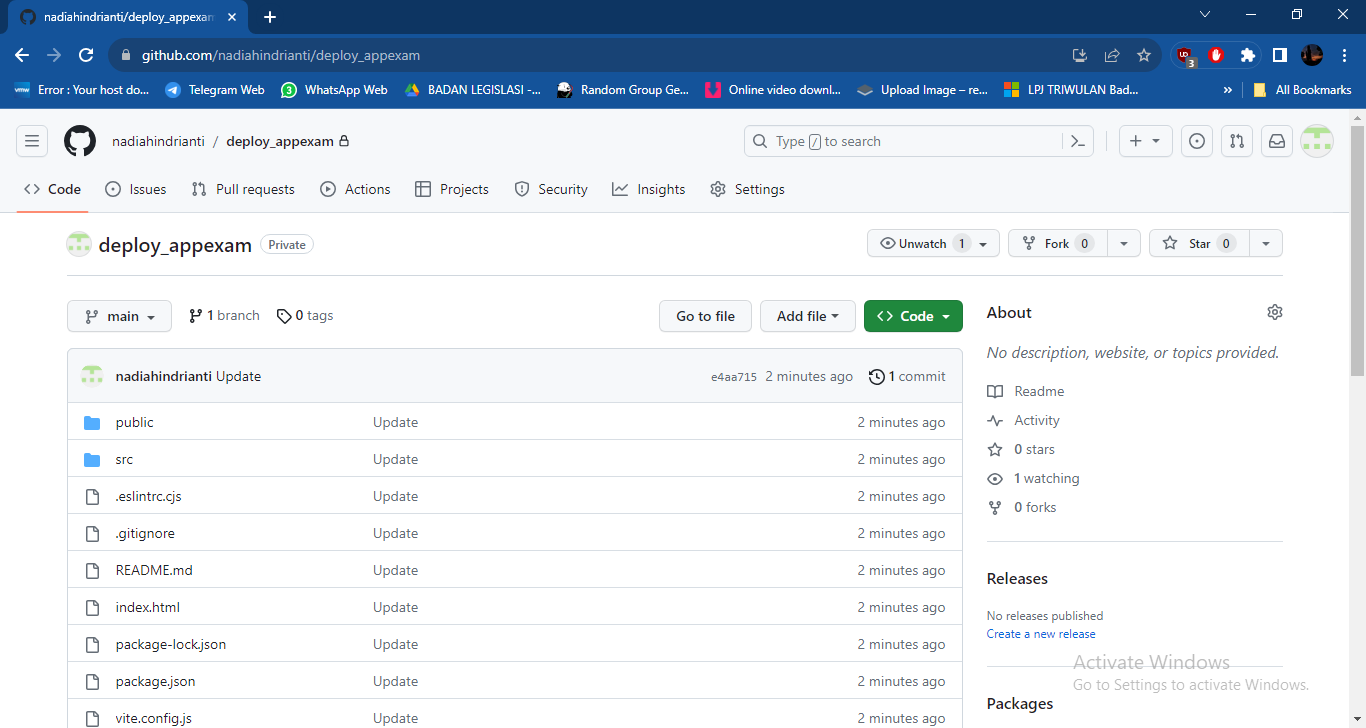 nadiahindrianti/deploy_appexam
github.com/nadiahindrianti/deploy_appexam
3
Error : Your host do...
Telegram Web
3
WhatsApp Web
BADAN LEGISLASI -...
Random Group Ge...
Online video downl...
Upload Image – re...
LPJ TRIWULAN Bad...
»
All Bookmarks
nadiahindrianti / deploy_appexam
Type / to search
Code
Issues
Pull requests
Actions
Projects
Security
Insights
Settings
deploy_appexam Private
Unwatch 1
Fork 0
Star 0
main
1 branch
0 tags
Go to file
Add file
Code
nadiahindrianti Update
e4aa715 2 minutes ago
1 commit
public Update 2 minutes ago
src Update 2 minutes ago
.eslintrc.cjs Update 2 minutes ago
.gitignore Update 2 minutes ago
README.md Update 2 minutes ago
index.html Update 2 minutes ago
package-lock.json Update 2 minutes ago
package.json Update 2 minutes ago
vite.config.js Update 2 minutes ago
About
No description, website, or topics provided.
Readme
Activity
0 stars
1 watching
0 forks
Releases
No releases published
Create a new release
Packages
Activate Windows
Go to Settings to activate Windows.